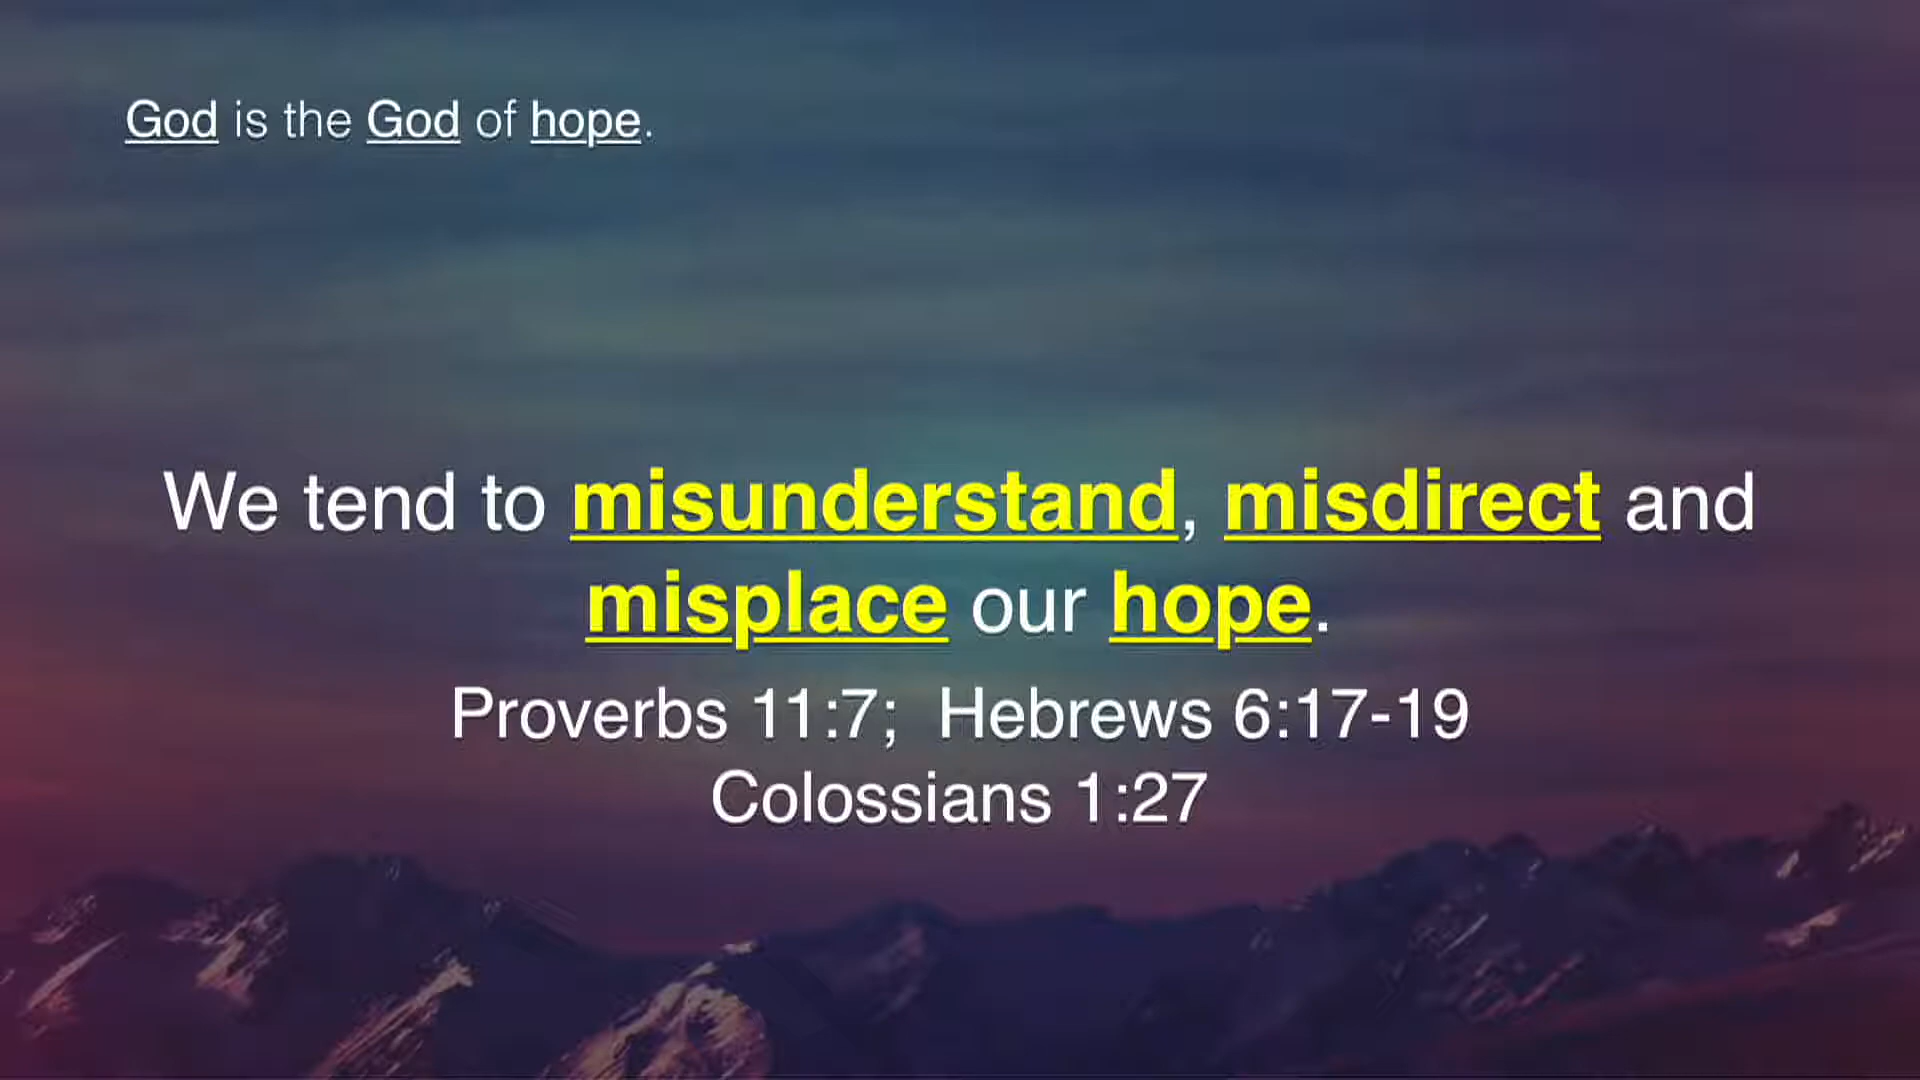 God is the God of hope.
We tend to misunderstand, misdirect and
misplace our hope.
Proverbs 11:7;  Hebrews 6:17-19
Colossians 1:27